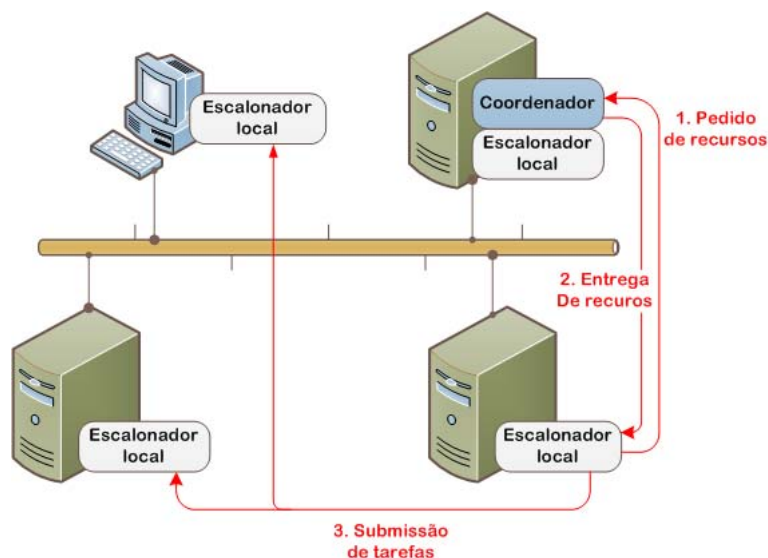 Escalonador
local
Coordenador
Escalonador
local
1. Pedido
de recursos
2. Entrega
De recuros
Escalonador
local
Escalonador
local
3. Submissão
de tarefas